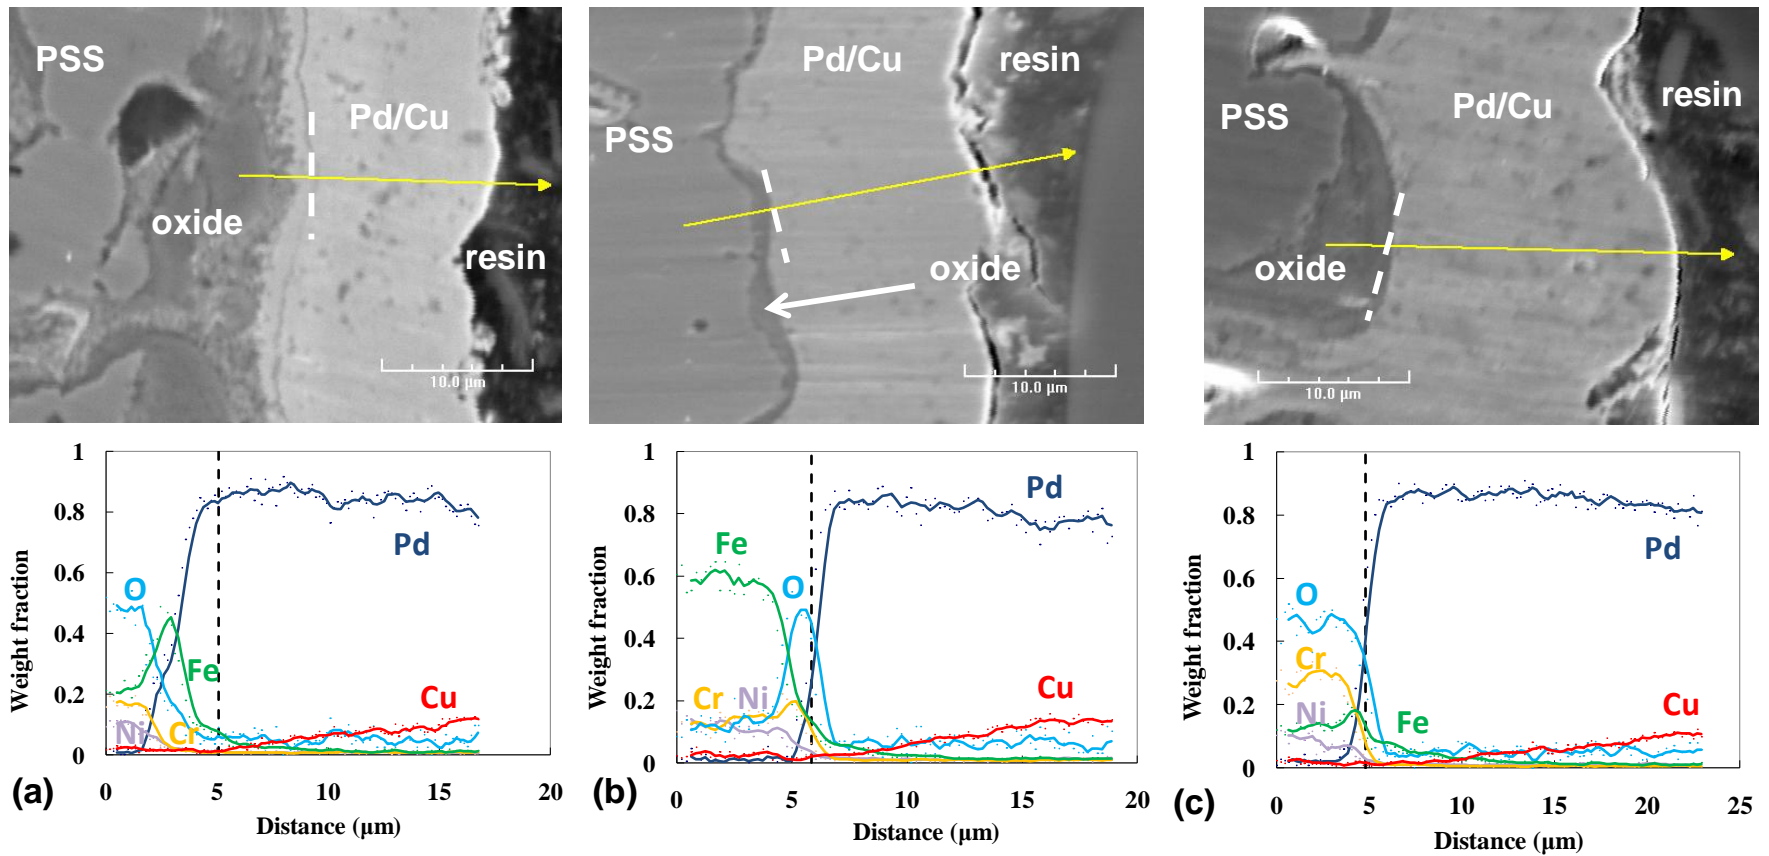 PSS
Pd/Cu
oxide
resin
10.0 µm
Pd/Cu
resin
PSS
oxide
10.0 µm
PSS
Pd/Cu
resin
oxide
10.0 µm
Weight fraction
1
0.8
0.6
0.4
0.2
0
O
Pd
Fe
Ni
Cr
Cu
(a)
0
5
10
15
20
Distance (µm)
Weight fraction
1
0.8
0.6
0.4
0.2
0
Fe
O
Pd
Cr
Ni
Cu
(b)
0
5
10
15
20
Distance (µm)
Weight fraction
1
0.8
0.6
0.4
0.2
0
O
Pd
Cr
Ni
Fe
Cu
(c)
0
5
10
15
20
25
Distance (µm)